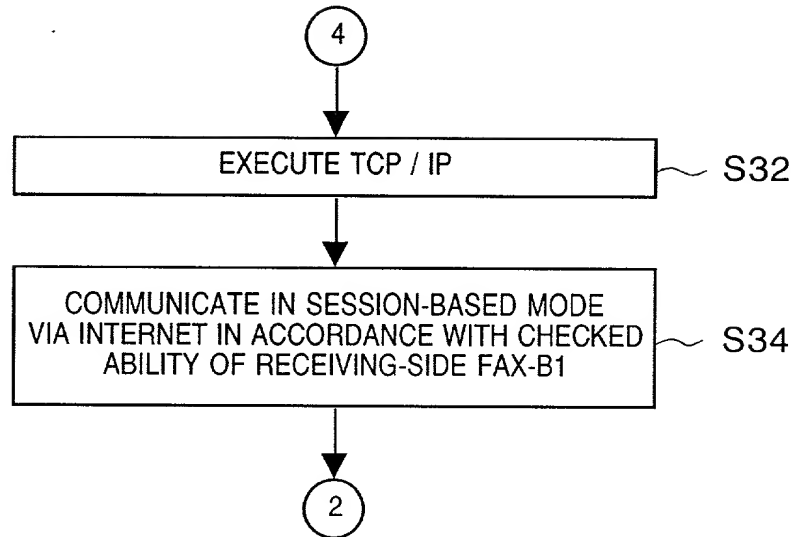 4
EXECUTE TCP / IP
S32
COMMUNICATE IN SESSION-BASED MODE
VIA INTERNET IN ACCORDANCE WITH CHECKED
ABILITY OF RECEIVING-SIDE FAX-B1
S34
2